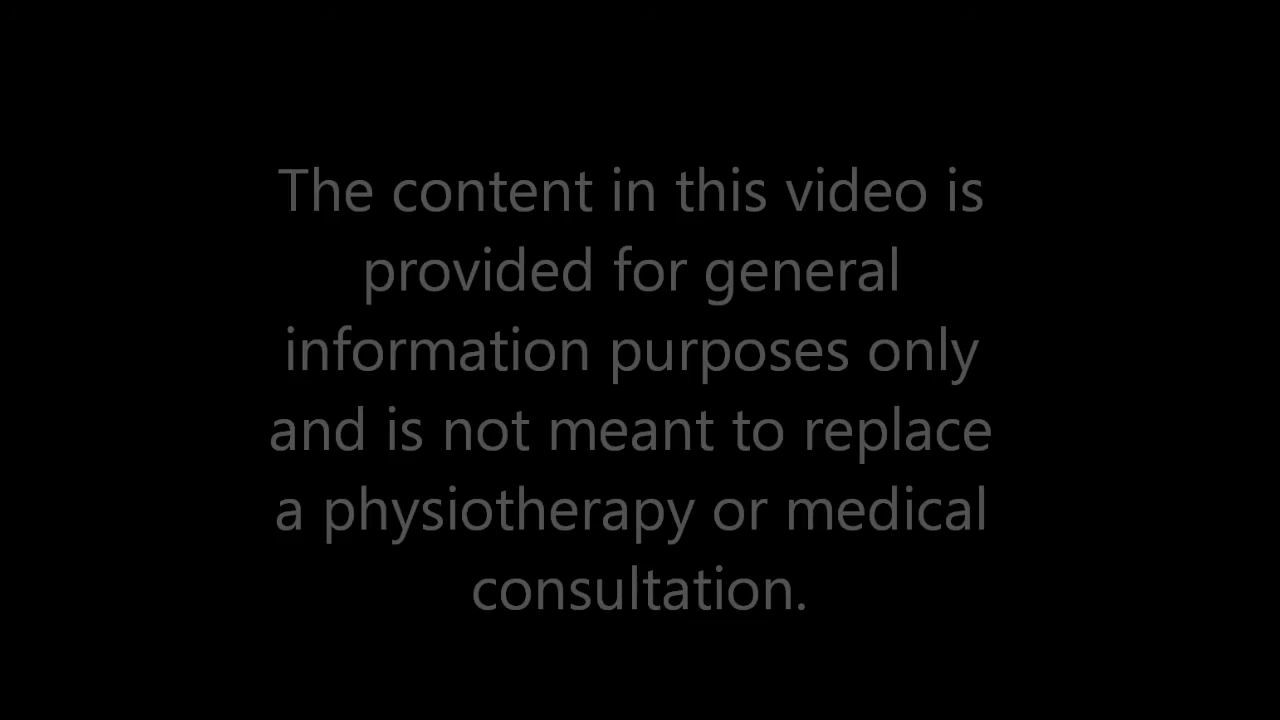 The content in this video is
provided for general
information purposes only
and is not meant to replace
a physiotherapy or medical
consultation.